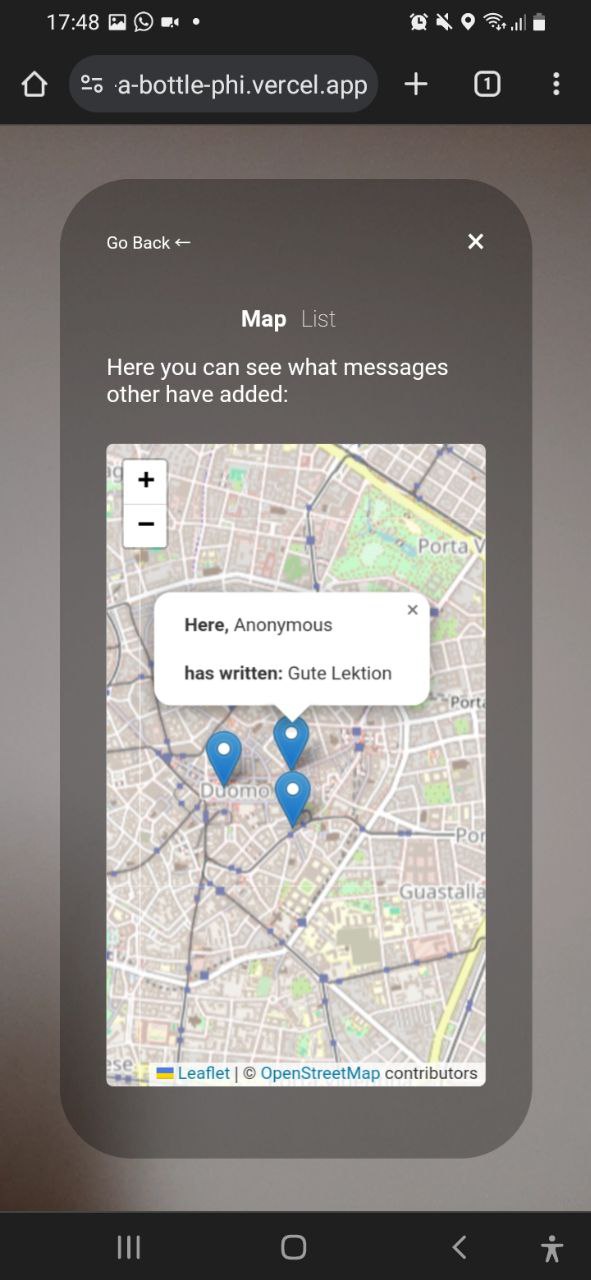 17:48
-a-bottle-phi.vercel.app
1
Go Back ←
×
Map List
Here you can see what messages
other have added:
+
−
Porta V
×
Here, Anonymous
has written: Gute Lektion
Porta
Duomo
Por
Guastalla
ese
Leaflet | © OpenStreetMap contributors